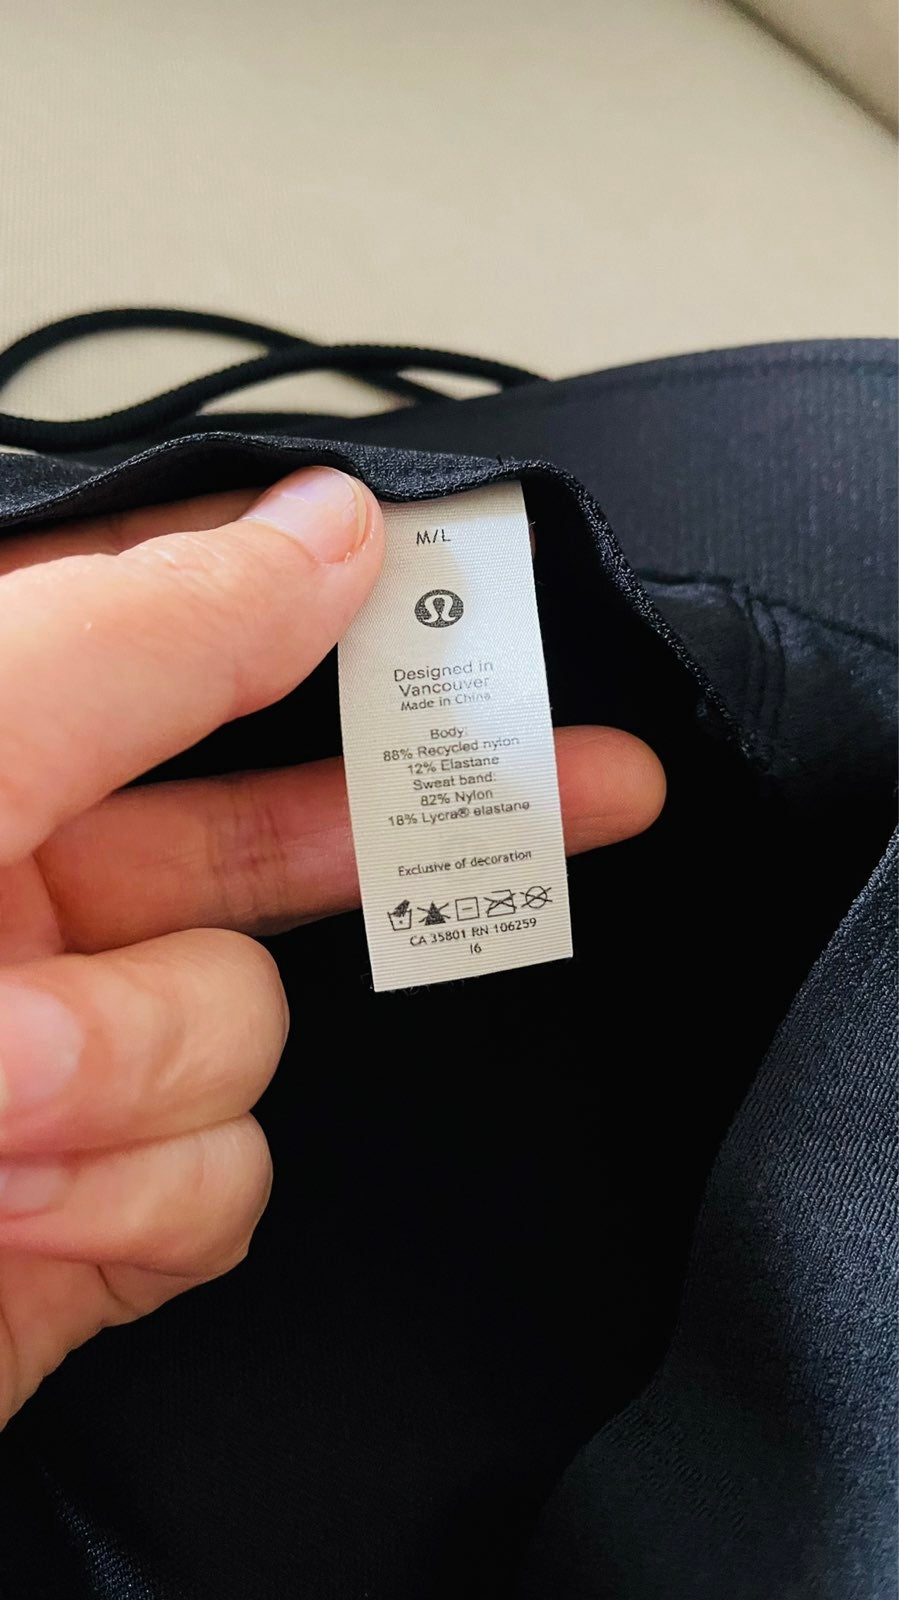 M/L
Designed in
Vancouver
Made in China
Body:
88% Recycled nylon
12% Elastane
Sweat band:
82% Nylon
18% Lycra® elastane
Exclusive of decoration
CA 35801 RN 106259
16